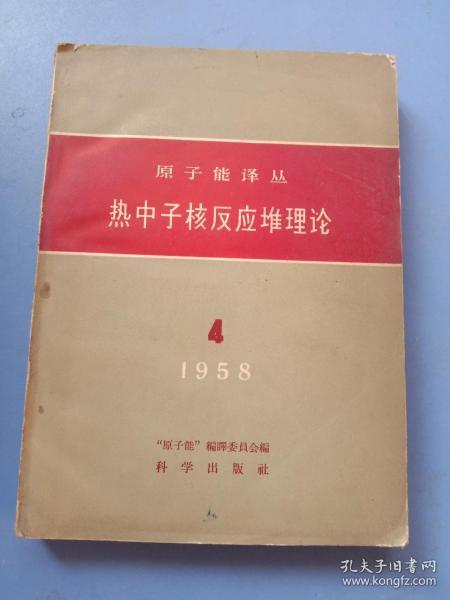 原子能译丛
热中子核反应堆理论
4
1958
“原子能”編譯委員会編
科学出版社
孔夫子旧书网
www.kongfz.com